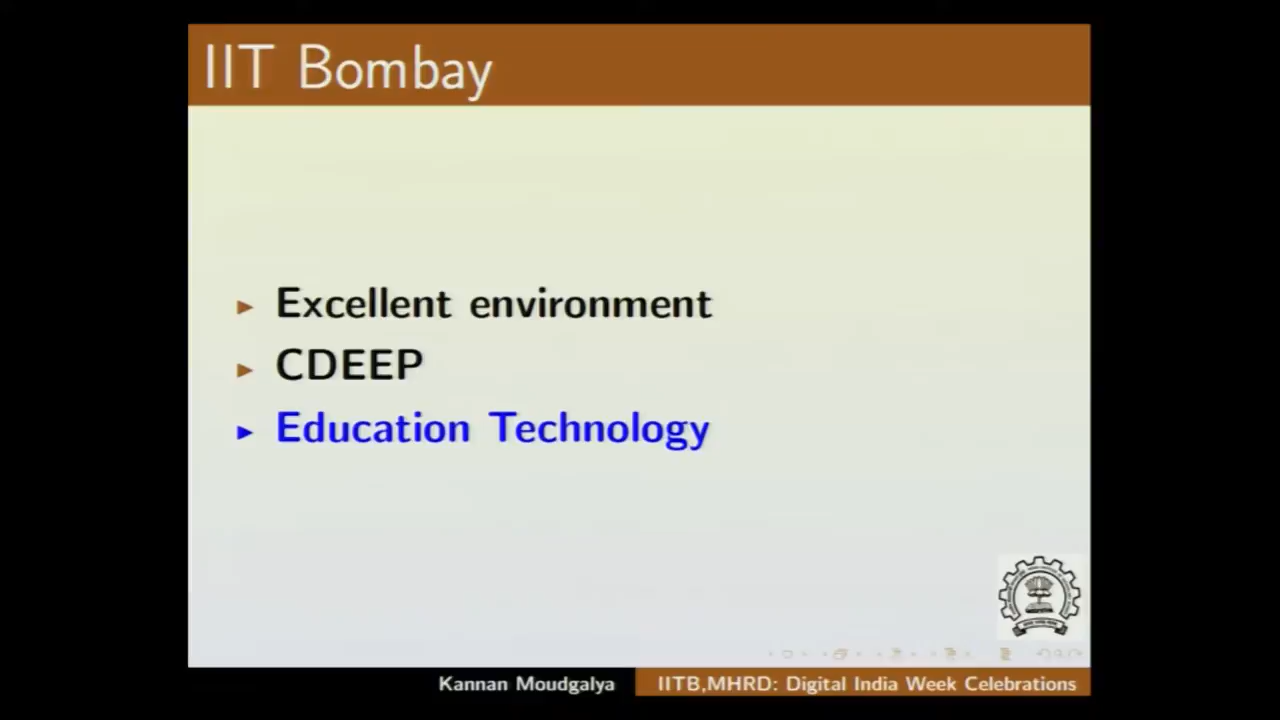 IIT Bombay
Excellent environment
CDEEP
Education Technology
Kannan Moudgalya
IITB,MHRD: Digital India Week Celebrations